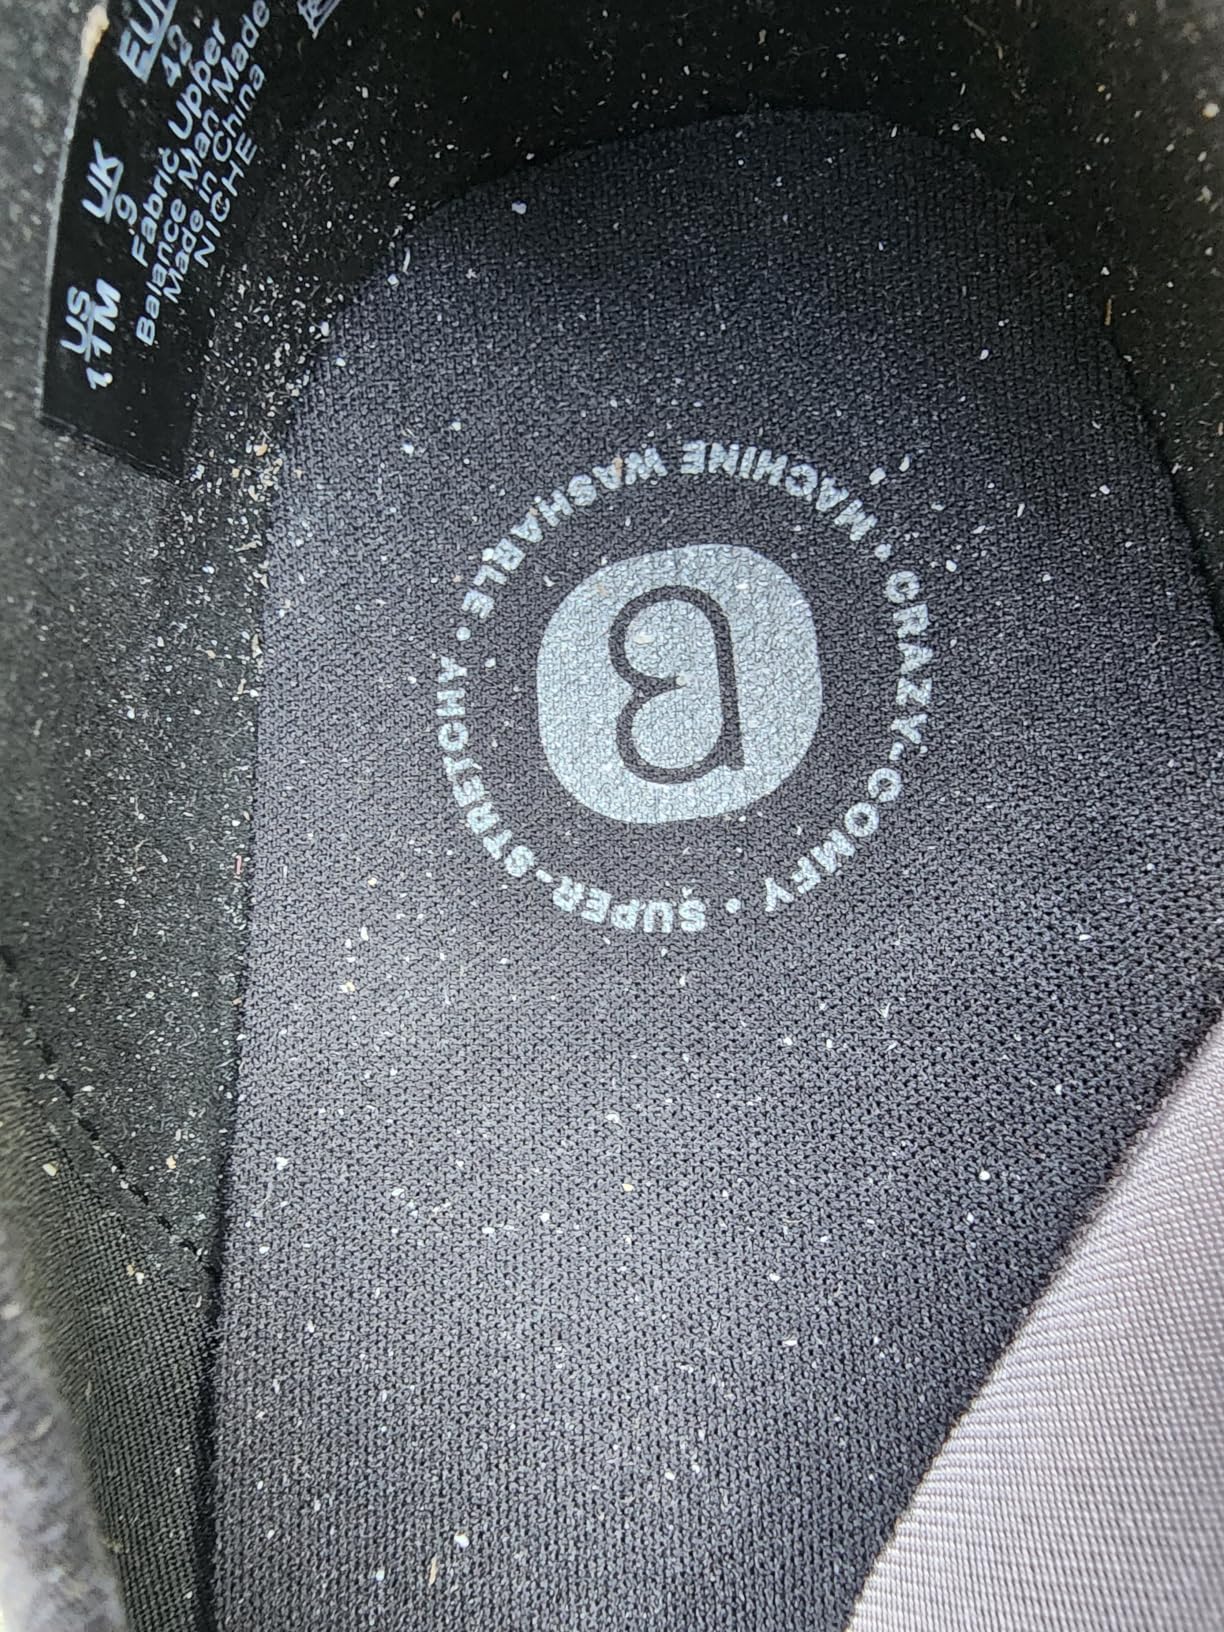 US UK EUR
11M 9 42
Fabric Upper
Balance Man Made
Made in China
NICHE
• MACHINE WASHABLE • SUPER-STRETCHY • CRAZY-COMFY